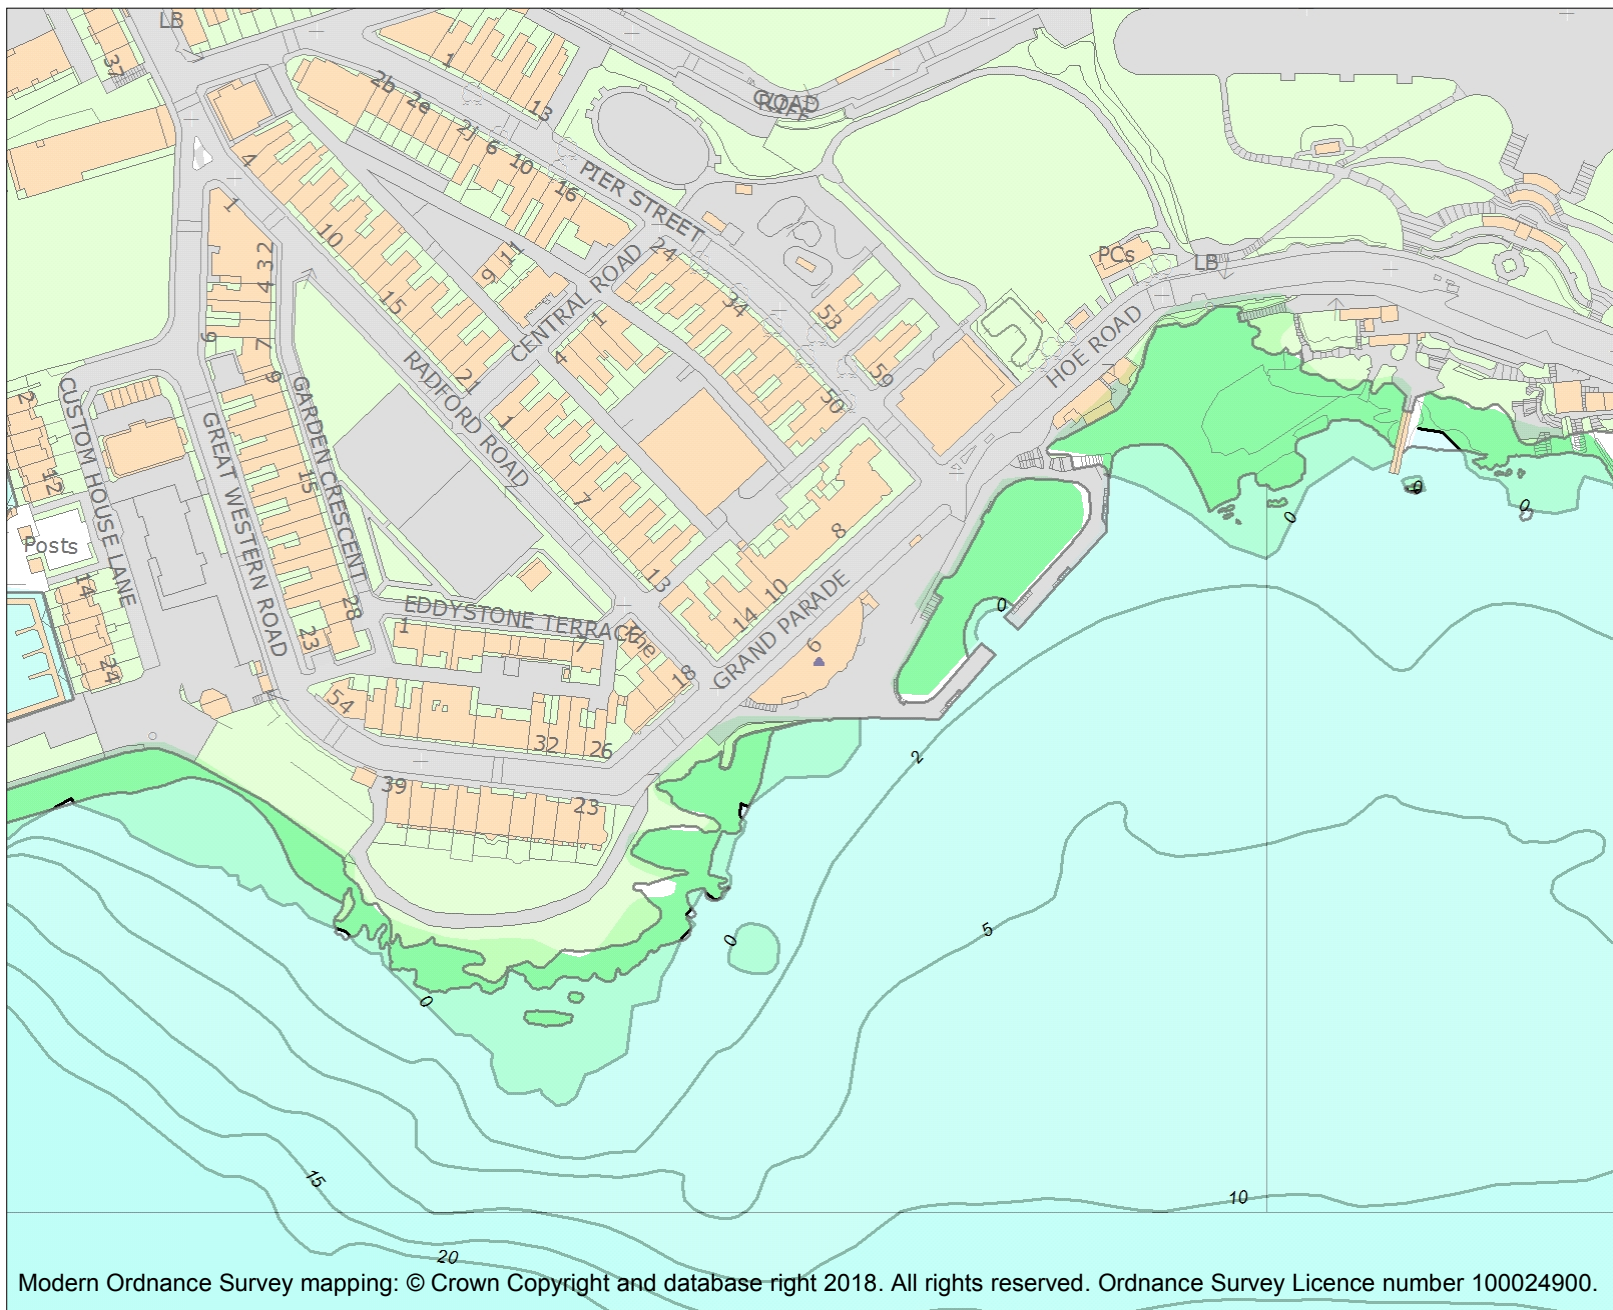 LB
37
2b
2e
2j
6
10
16
1
13
CLIFF
ROAD
PIER STREET
4
1
10
2
3
4
24
CENTRAL ROAD
9
11
PCs
LB
15
34
53
HOE ROAD
6
7
9
1
4
21
RADFORD ROAD
59
50
2
CUSTOM HOUSE LANE
GREAT WESTERN ROAD
GARDEN CRESCENT
1
12
15
7
8
0
0
0
Posts
14
28
13
10
14
GRAND PARADE
0
EDDYSTONE TERRACE
1
7
The
6
23
24
18
54
32
26
2
39
23
5
0
0
15
10
20
Modern Ordnance Survey mapping: © Crown Copyright and database right 2018. All rights reserved. Ordnance Survey Licence number 100024900.